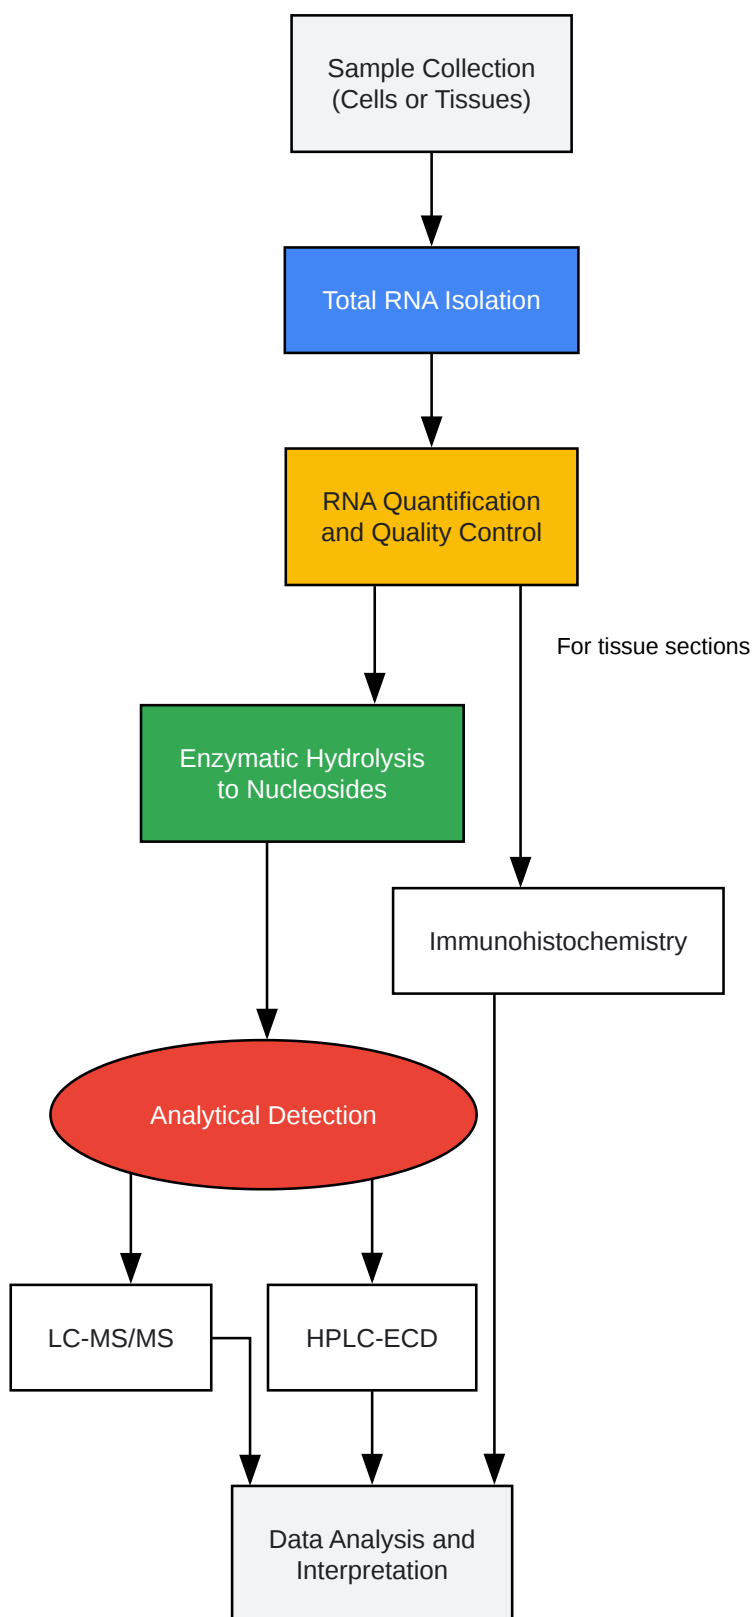 Sample Collection
(Cells or Tissues)
Total RNA Isolation
RNA Quantification
and Quality Control
For tissue sections
Enzymatic Hydrolysis
to Nucleosides
Immunohistochemistry
Analytical Detection
LC-MS/MS
HPLC-ECD
Data Analysis and
Interpretation